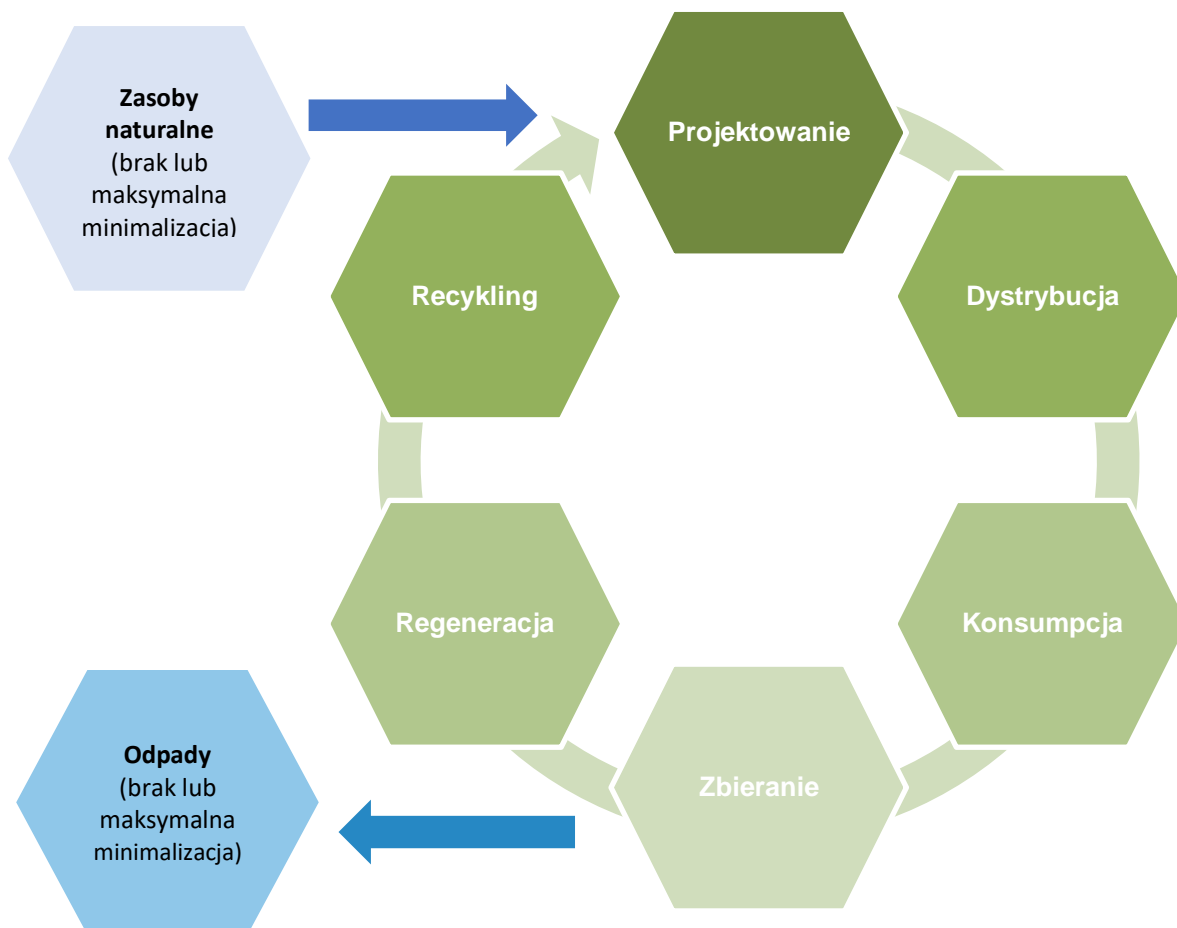 Zasoby
naturalne
(brak lub
maksymalna
minimalizacja)
Projektowanie
Recykling
Dystrybucja
Regeneracja
Konsumpcja
Odpady
(brak lub
maksymalna
minimalizacja)
Zbieranie